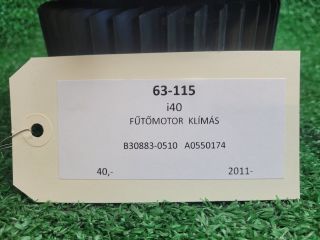 63-115
i40
FŰTŐMOTOR KLÍMÁS
B30883-0510 A0550174
40,- 2011-